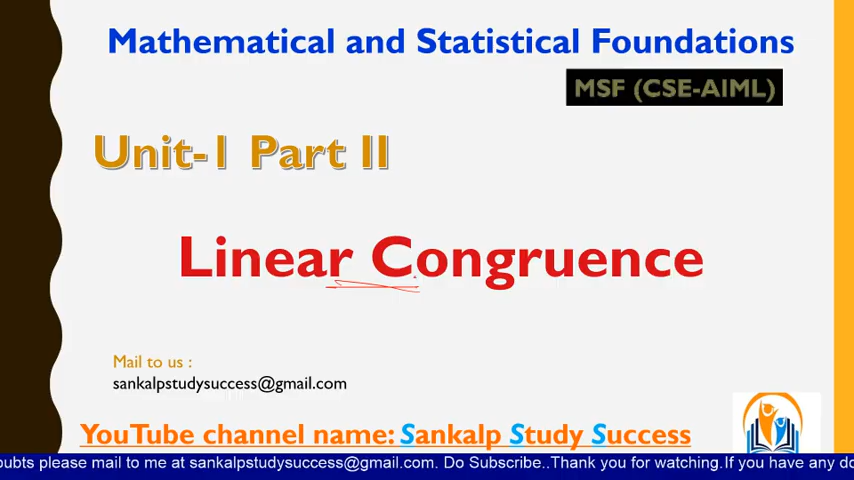 Mathematical and Statistical Foundations
MSF (CSE-AIML)
Unit-1 Part II
Linear Congruence
Mail to us :
sankalpstudysuccess@gmail.com
YouTube channel name: Sankalp Study Success
please mail to me at sankalpstudysuccess@gmail.com. Do Subscribe..Thank you for watching.If you have any